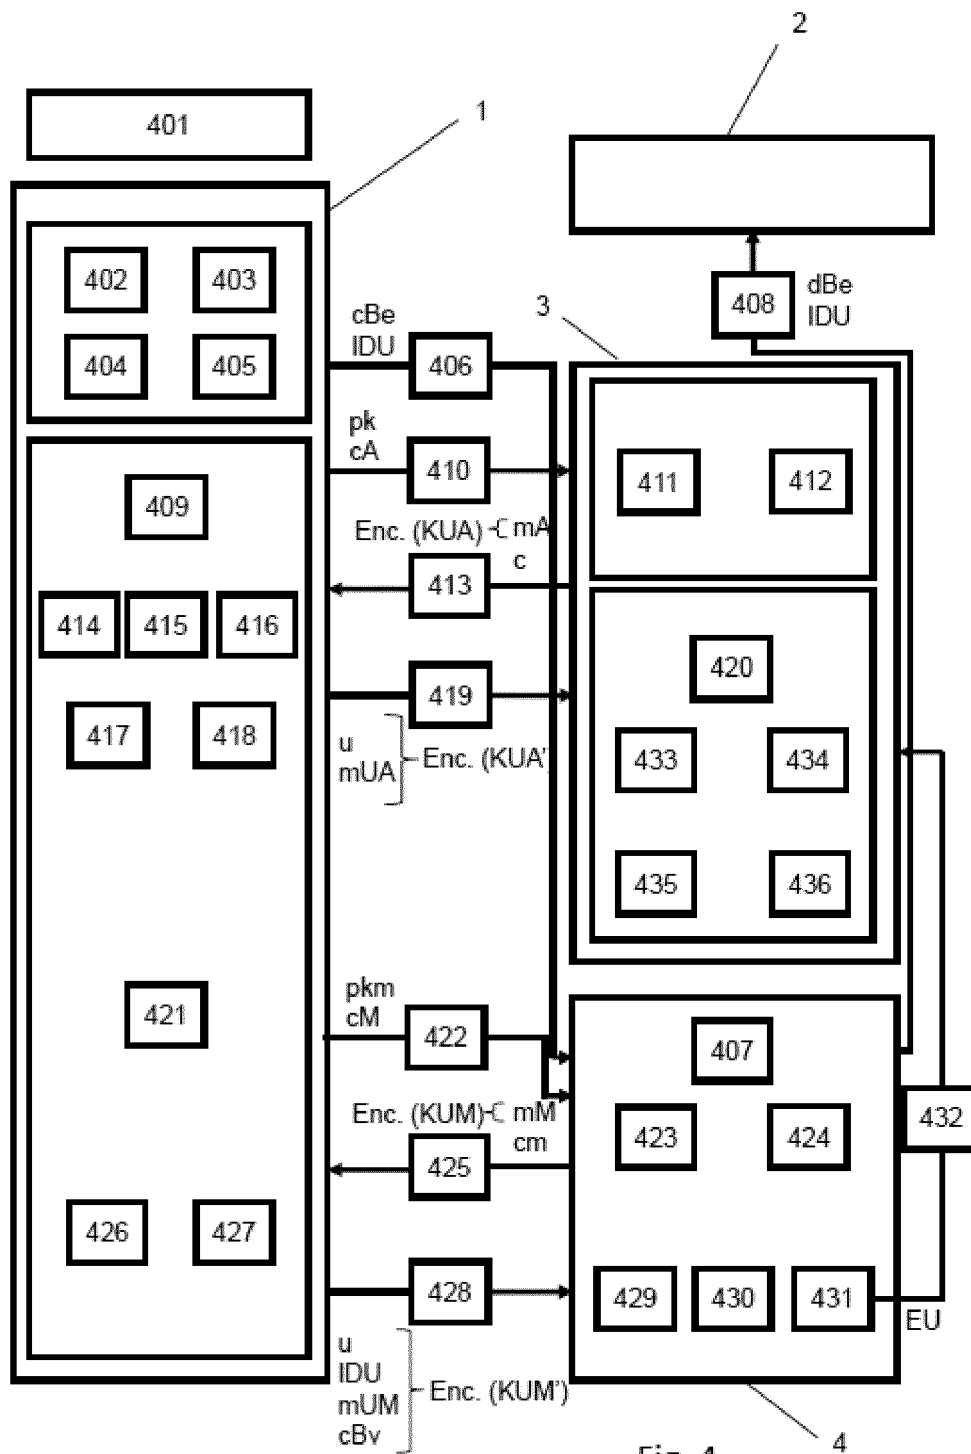 2
401
1
402 403
404 405
cBe
IDU
406
3
408
dBe
IDU
pk
cA
410
411 412
409
Enc. (KUA)
mA
c
413
414 415 416
419
420
417 418
u
mUA
Enc. (KUA')
433 434
435 436
421
pkm
cM
422
407
Enc. (KUM)
mM
cm
423 424
432
425
426 427
428
429 430 431
EU
u
IDU
mUM
cBv
Enc. (KUM')
4